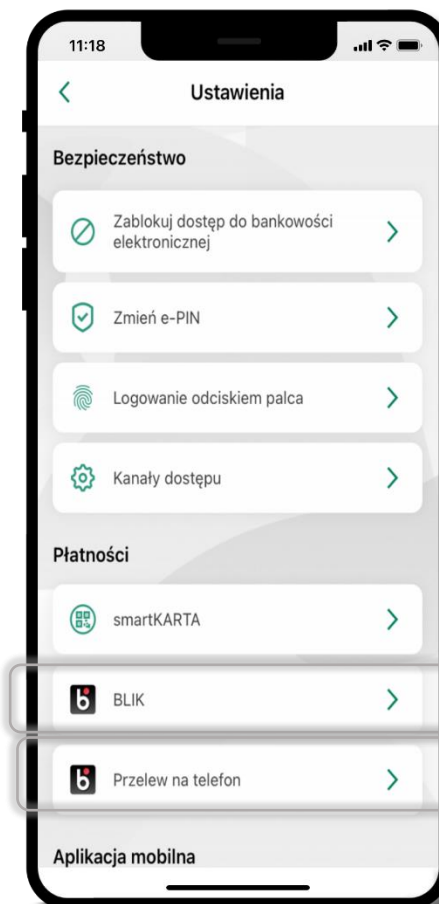 11:18
Ustawienia
Bezpieczeństwo
Zablokuj dostęp do bankowości
elektronicznej
Zmień e-PIN
Logowanie odciskiem palca
Kanały dostępu
Płatności
smartKARTA
BLIK
Przelew na telefon
Aplikacja mobilna